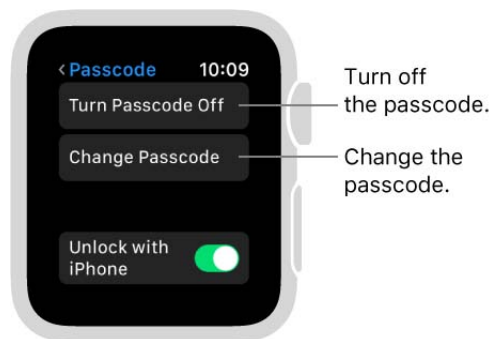 <Passcode 10:09
Turn Passcode Off
Turn off
the passcode.
Change Passcode
Change the
passcode.
Unlock with
iPhone